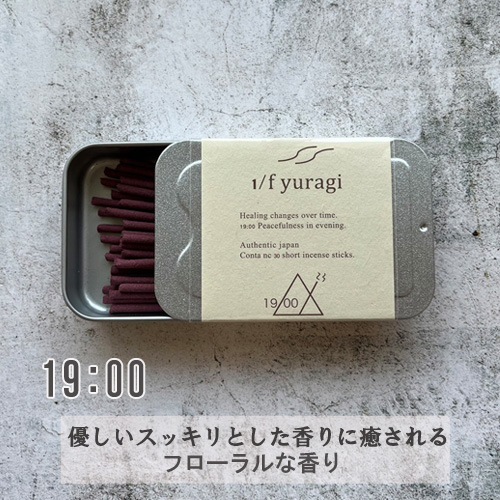 1/f yuragi
Healing changes over time.
19:00 Peacefulness in evening.
Authentic japan
Conta nc 30 short incense sticks.
19:00
19:00
優しいスッキリとした香りに癒される
フローラルな香り